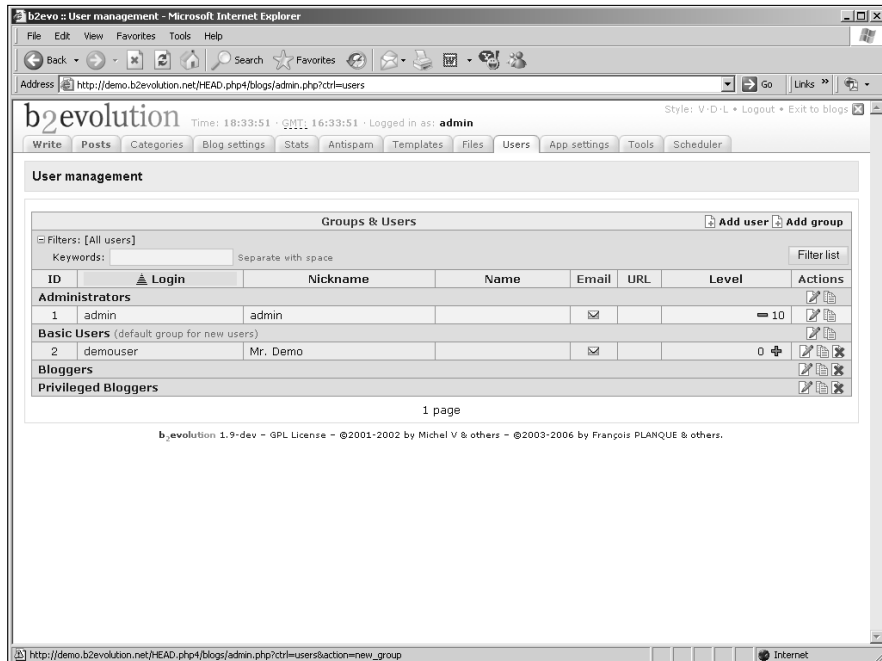 b2evo :: User management - Microsoft Internet Explorer
File Edit View Favorites Tools Help
Back Search Favorites
Address http://demo.b2evolution.net/HEAD.php4/blogs/admin.php?ctrl=users Go Links »
Style: V·D·L • Logout • Exit to blogs
b2evolution Time: 18:33:51 · GMT: 16:33:51 · Logged in as: admin
Write Posts Categories Blog settings Stats Antispam Templates Files Users App settings Tools Scheduler
User management
Groups & Users Add user Add group
Filters: [All users]
Keywords: Separate with space Filter list
ID Login Nickname Name Email URL Level Actions
Administrators
1 admin admin 10
Basic Users (default group for new users)
2 demouser Mr. Demo 0
Bloggers
Privileged Bloggers
1 page
b2evolution 1.9-dev – GPL License – ©2001-2002 by Michel V & others – ©2003-2006 by François PLANQUE & others.
http://demo.b2evolution.net/HEAD.php4/blogs/admin.php?ctrl=users&action=new_group Internet